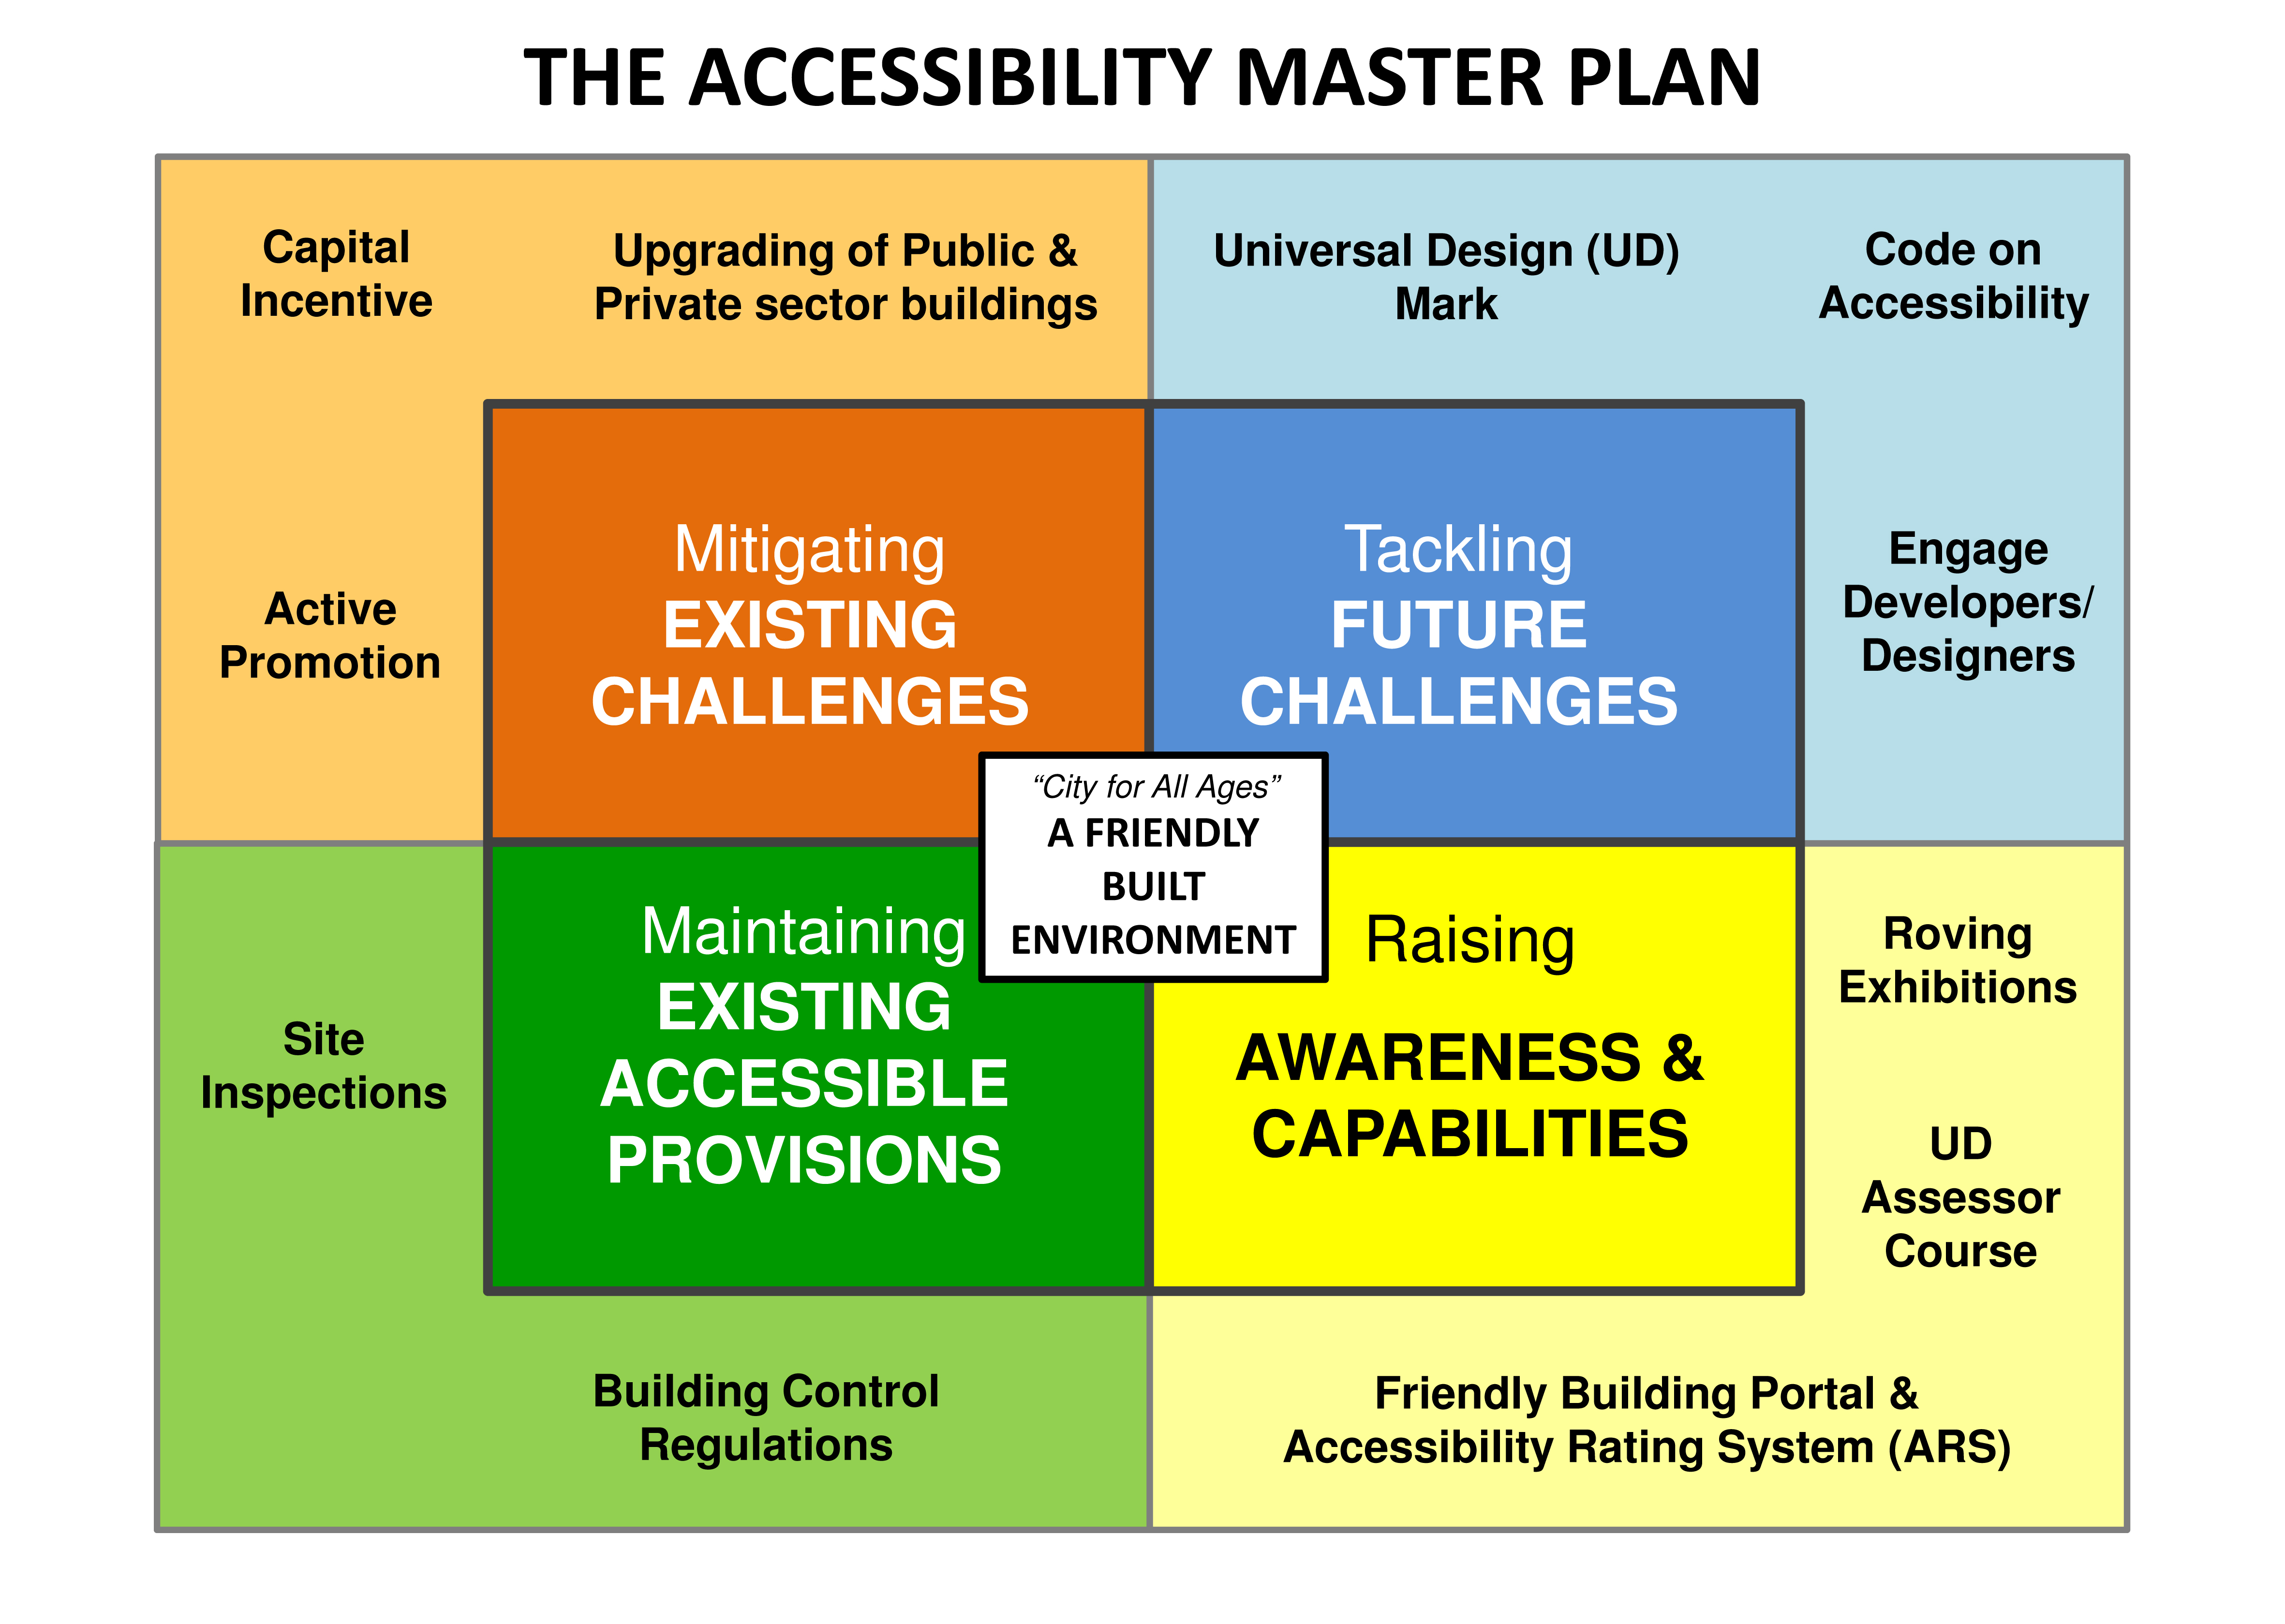 THE ACCESSIBILITY MASTER PLAN
Capital
Incentive
Upgrading of Public &
Private sector buildings
Universal Design (UD)
Mark
Code on
Accessibility
Active
Promotion
Mitigating
EXISTING
CHALLENGES
Tackling
FUTURE
CHALLENGES
Engage
Developers/
Designers
“City for All Ages”
A FRIENDLY
BUILT
ENVIRONMENT
Site
Inspections
Maintaining
EXISTING
ACCESSIBLE
PROVISIONS
Raising
AWARENESS &
CAPABILITIES
Roving
Exhibitions
UD
Assessor
Course
Building Control
Regulations
Friendly Building Portal &
Accessibility Rating System (ARS)